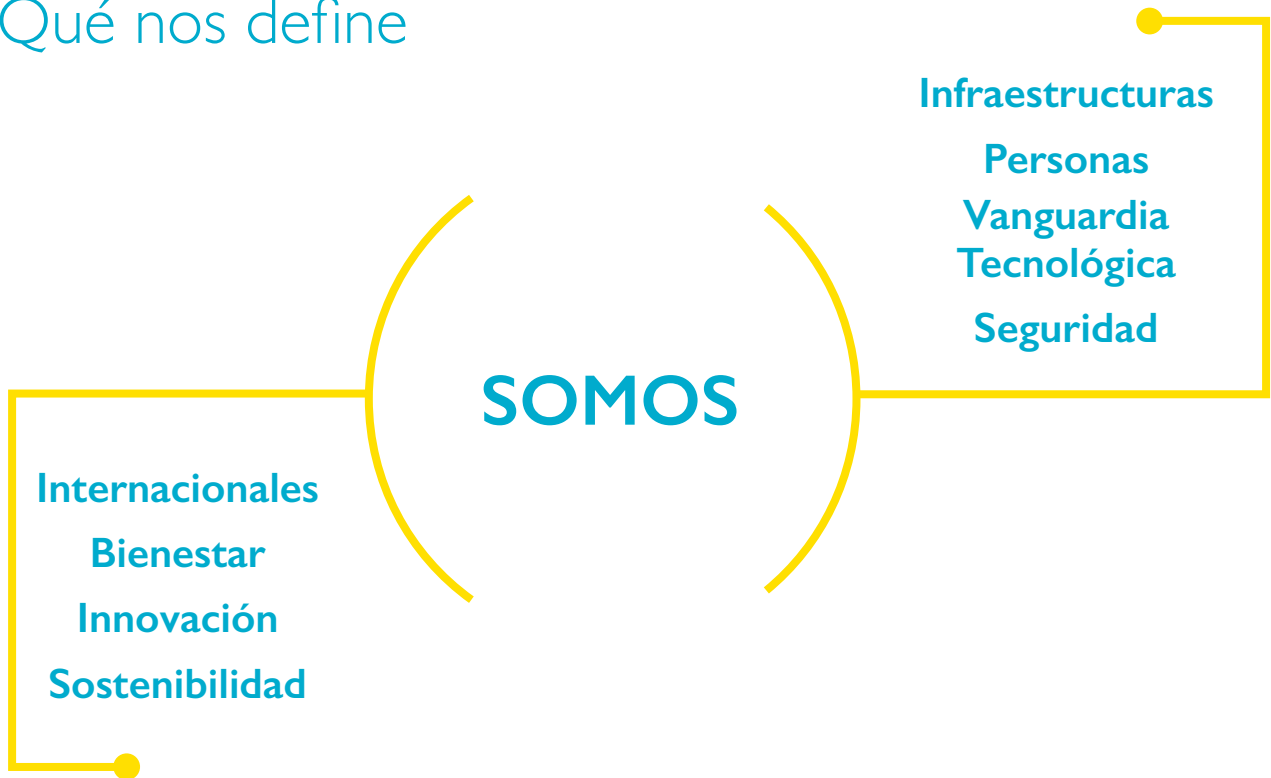 Qué nos define
Infraestructuras
Personas
Vanguardia
Tecnológica
Seguridad
SOMOS
Internacionales
Bienestar
Innovación
Sostenibilidad